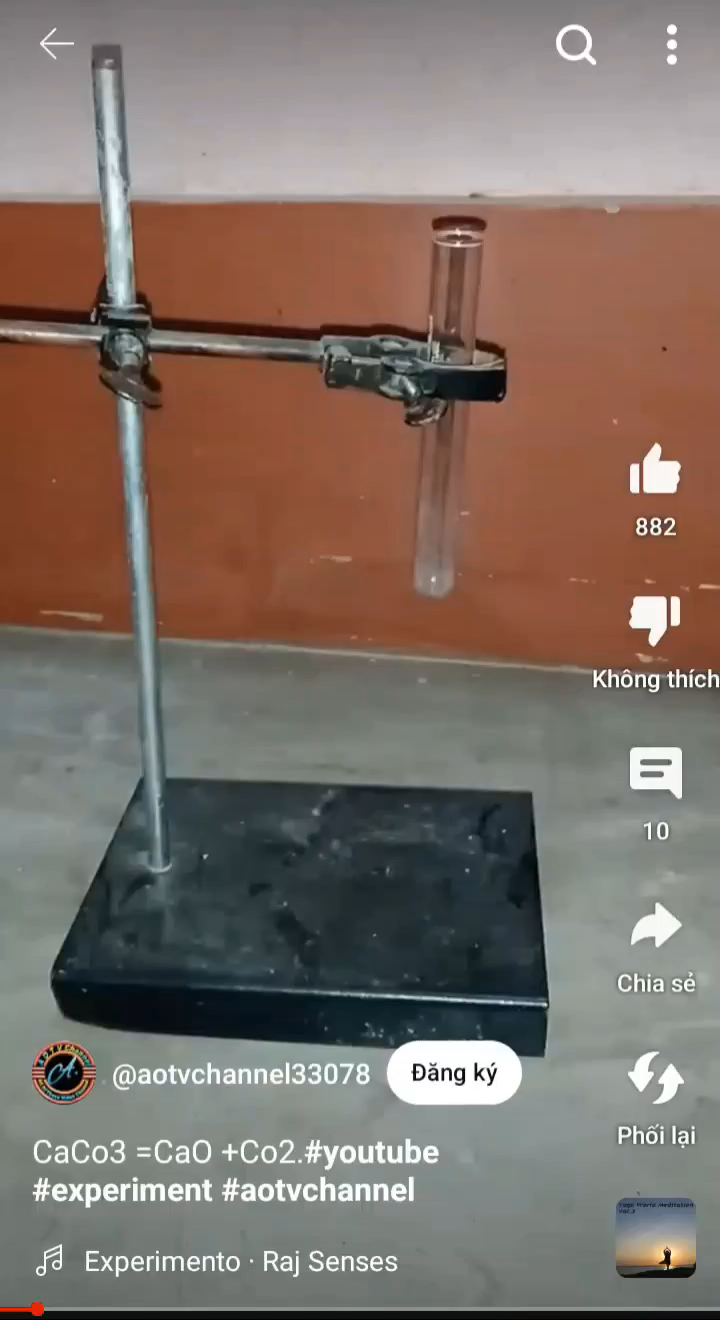 882
Không thích
10
Chia sẻ
@aotvchannel33078
Đăng ký
Phối lại
CaCo3 =CaO +Co2.#youtube
#experiment #aotvchannel
Experimento · Raj Senses